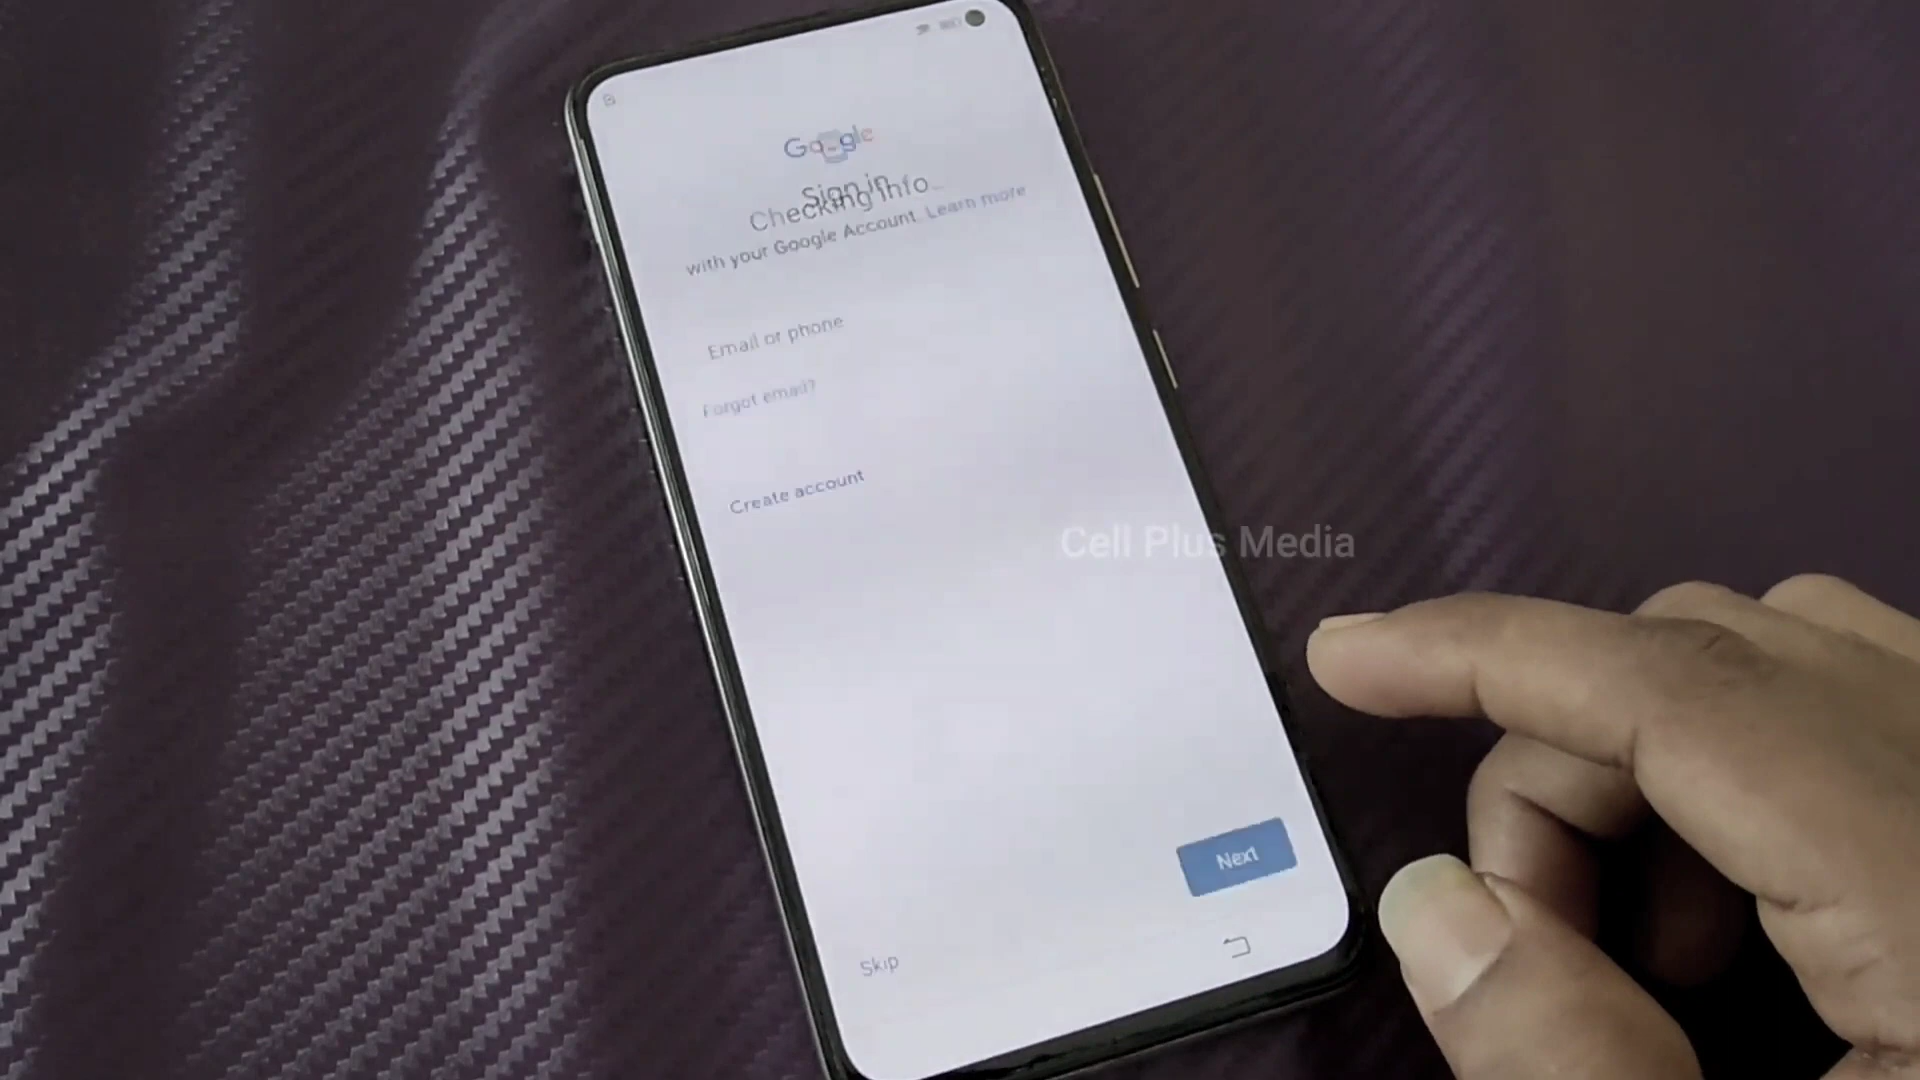 Google
Sign in
Checking info...
with your Google Account. Learn more
Email or phone
Forgot email?
Create account
Cell Plus Media
Next
Skip